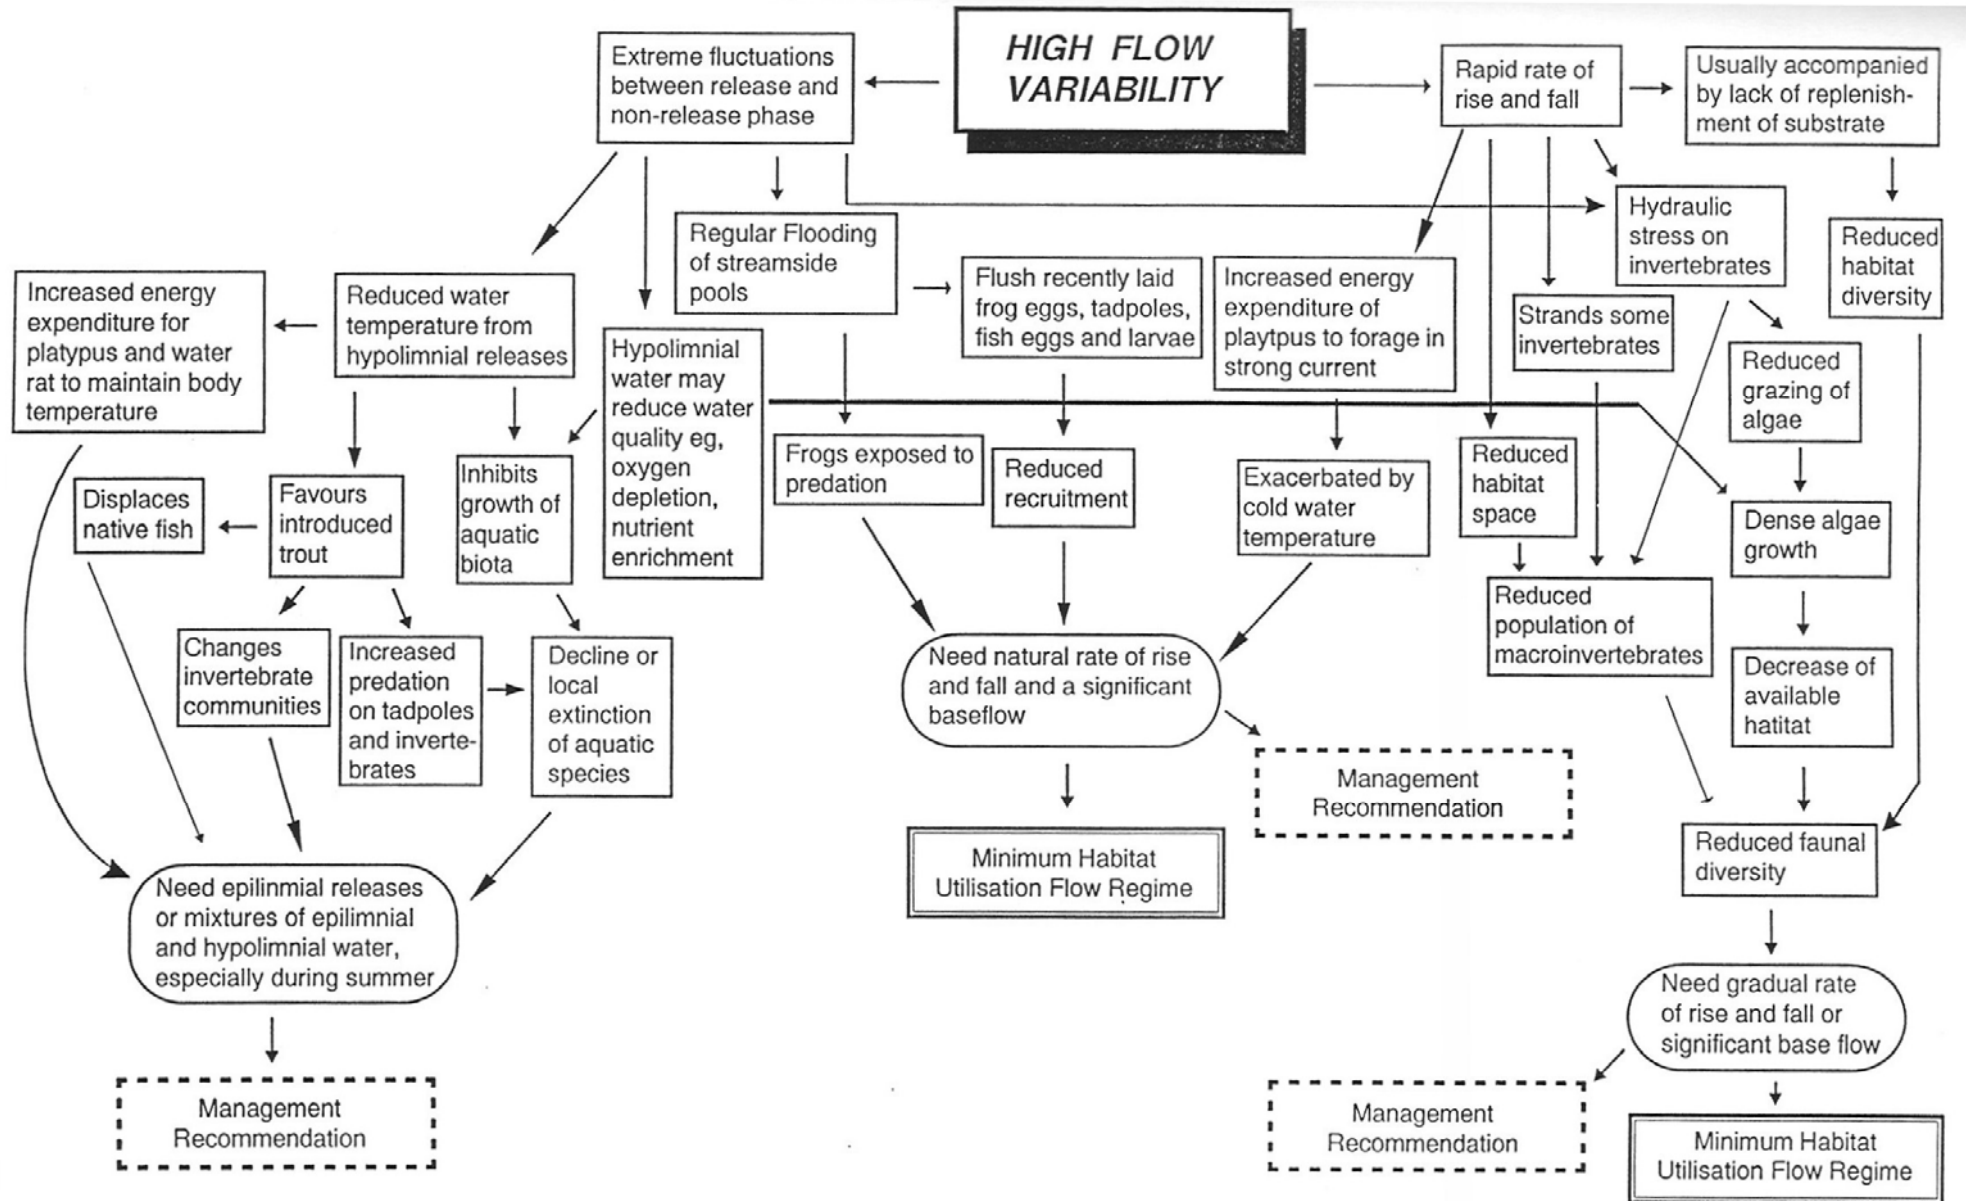 HIGH FLOW
VARIABILITY
Extreme fluctuations
between release and
non-release phase
Rapid rate of
rise and fall
Usually accompanied
by lack of replenish-
ment of substrate
Regular Flooding
of streamside
pools
Hydraulic
stress on
invertebrates
Reduced
habitat
diversity
Increased energy
expenditure for
platypus and water
rat to maintain body
temperature
Reduced water
temperature from
hypolimnial releases
Hypolimnial
water may
reduce water
quality eg,
oxygen
depletion,
nutrient
enrichment
Flush recently laid
frog eggs, tadpoles,
fish eggs and larvae
Increased energy
expenditure of
playtpus to forage in
strong current
Strands some
invertebrates
Reduced
grazing of
algae
Displaces
native fish
Favours
introduced
trout
Inhibits
growth of
aquatic
biota
Frogs exposed to
predation
Reduced
recruitment
Exacerbated by
cold water
temperature
Reduced
habitat
space
Dense algae
growth
Changes
invertebrate
communities
Increased
predation
on tadpoles
and inverte-
brates
Decline or
local
extinction
of aquatic
species
Need natural rate of rise
and fall and a significant
baseflow
Reduced
population of
macroinvertebrates
Decrease of
available
hatitat
Management
Recommendation
Minimum Habitat
Utilisation Flow Regime
Reduced faunal
diversity
Need epilinmial releases
or mixtures of epilimnial
and hypolimnial water,
especially during summer
Need gradual rate
of rise and fall or
significant base flow
Management
Recommendation
Management
Recommendation
Minimum Habitat
Utilisation Flow Regime